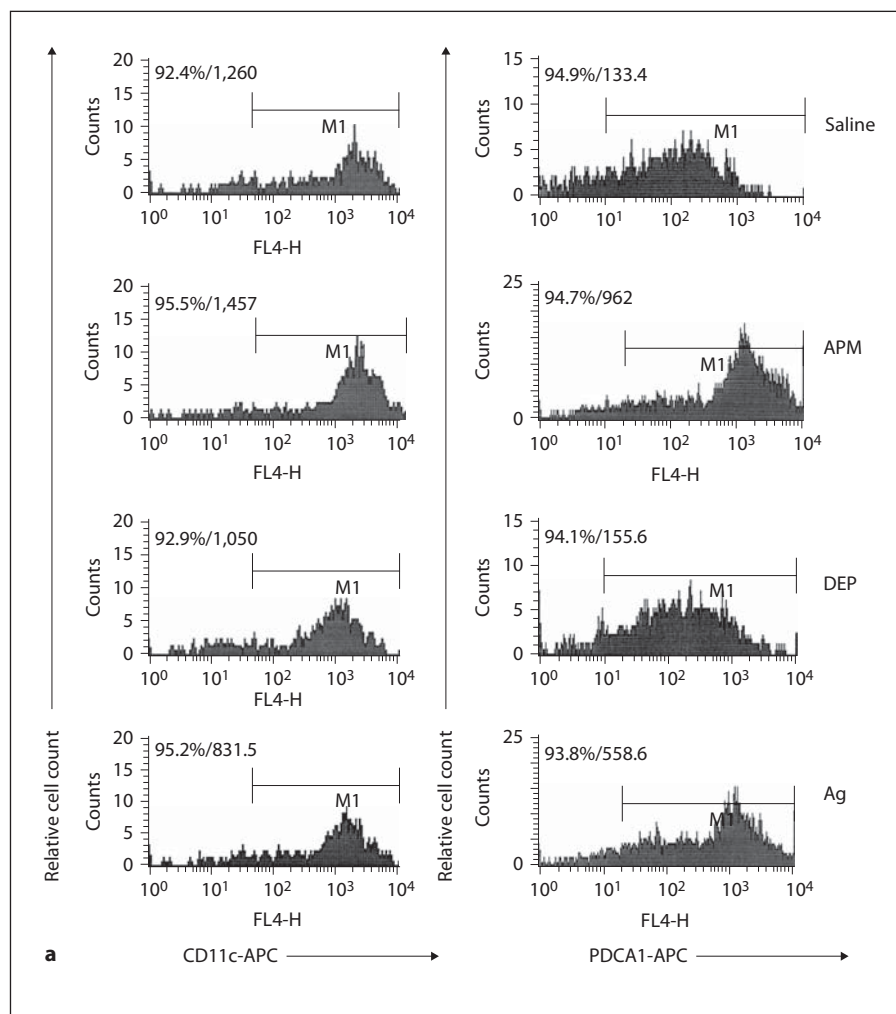 20
92.4%/1,260
15
10
M1
5
0
Counts
10^0 10^1 10^2 10^3 10^4
FL4-H
15
94.9%/133.4
10
M1
5
0
Counts
10^0 10^1 10^2 10^3 10^4
FL4-H
Saline
20
95.5%/1,457
15
10
M1
5
0
Counts
10^0 10^1 10^2 10^3 10^4
FL4-H
25
94.7%/962
M1
0
Counts
10^0 10^1 10^2 10^3 10^4
FL4-H
APM
20
92.9%/1,050
15
10
M1
5
0
Counts
10^0 10^1 10^2 10^3 10^4
FL4-H
15
94.1%/155.6
10
M1
5
0
Counts
10^0 10^1 10^2 10^3 10^4
FL4-H
DEP
20
95.2%/831.5
15
10
M1
5
0
Counts
10^0 10^1 10^2 10^3 10^4
FL4-H
25
93.8%/558.6
M1
0
Counts
10^0 10^1 10^2 10^3 10^4
FL4-H
Ag
Relative cell count
Relative cell count
a
CD11c-APC
PDCA1-APC